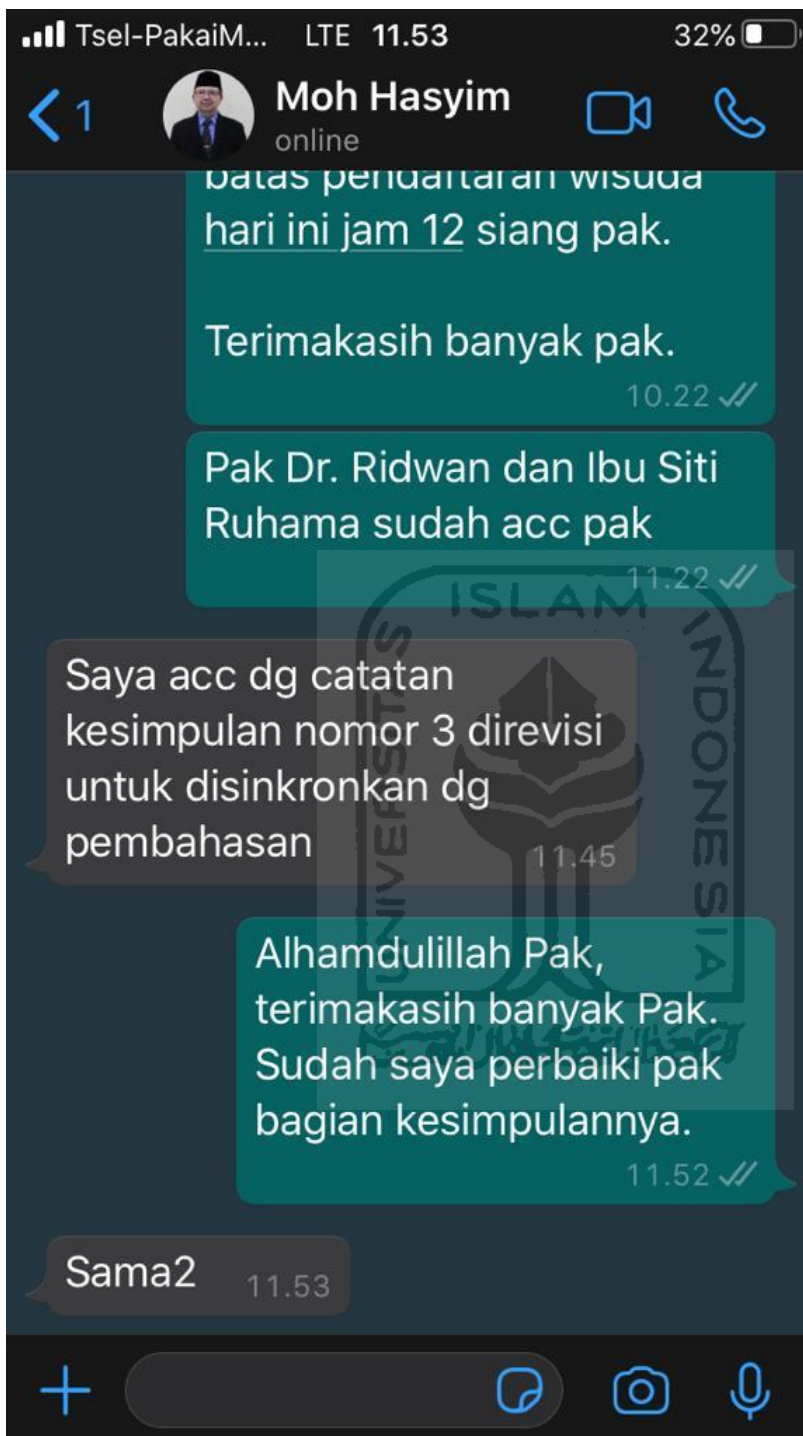 Tsel-PakaiM... LTE 11.53 32%
1 Moh Hasyim
online
batas pendaftaran wisuda
hari ini jam 12 siang pak.
Terimakasih banyak pak.
10.22
Pak Dr. Ridwan dan Ibu Siti
Ruhama sudah acc pak
11.22
ISLAM
UNIVERSITAS
INDONESIA
Saya acc dg catatan
kesimpulan nomor 3 direvisi
untuk disinkronkan dg
pembahasan 11.45
Alhamdulillah Pak,
terimakasih banyak Pak.
Sudah saya perbaiki pak
bagian kesimpulannya.
11.52
Sama2 11.53